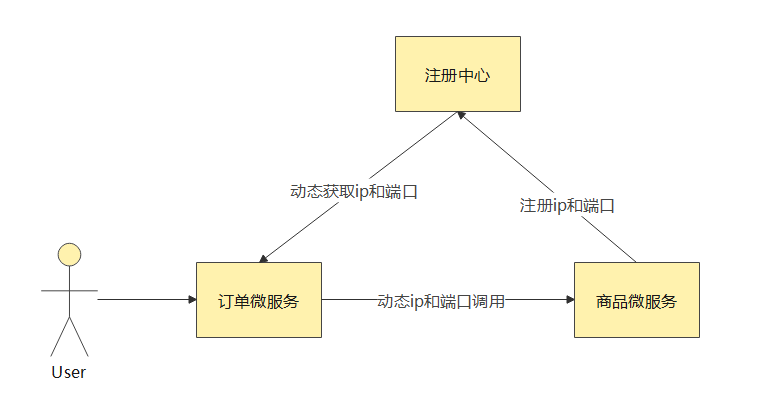 注册中心
动态获取ip和端口
注册ip和端口
订单微服务
动态ip和端口调用
商品微服务
User